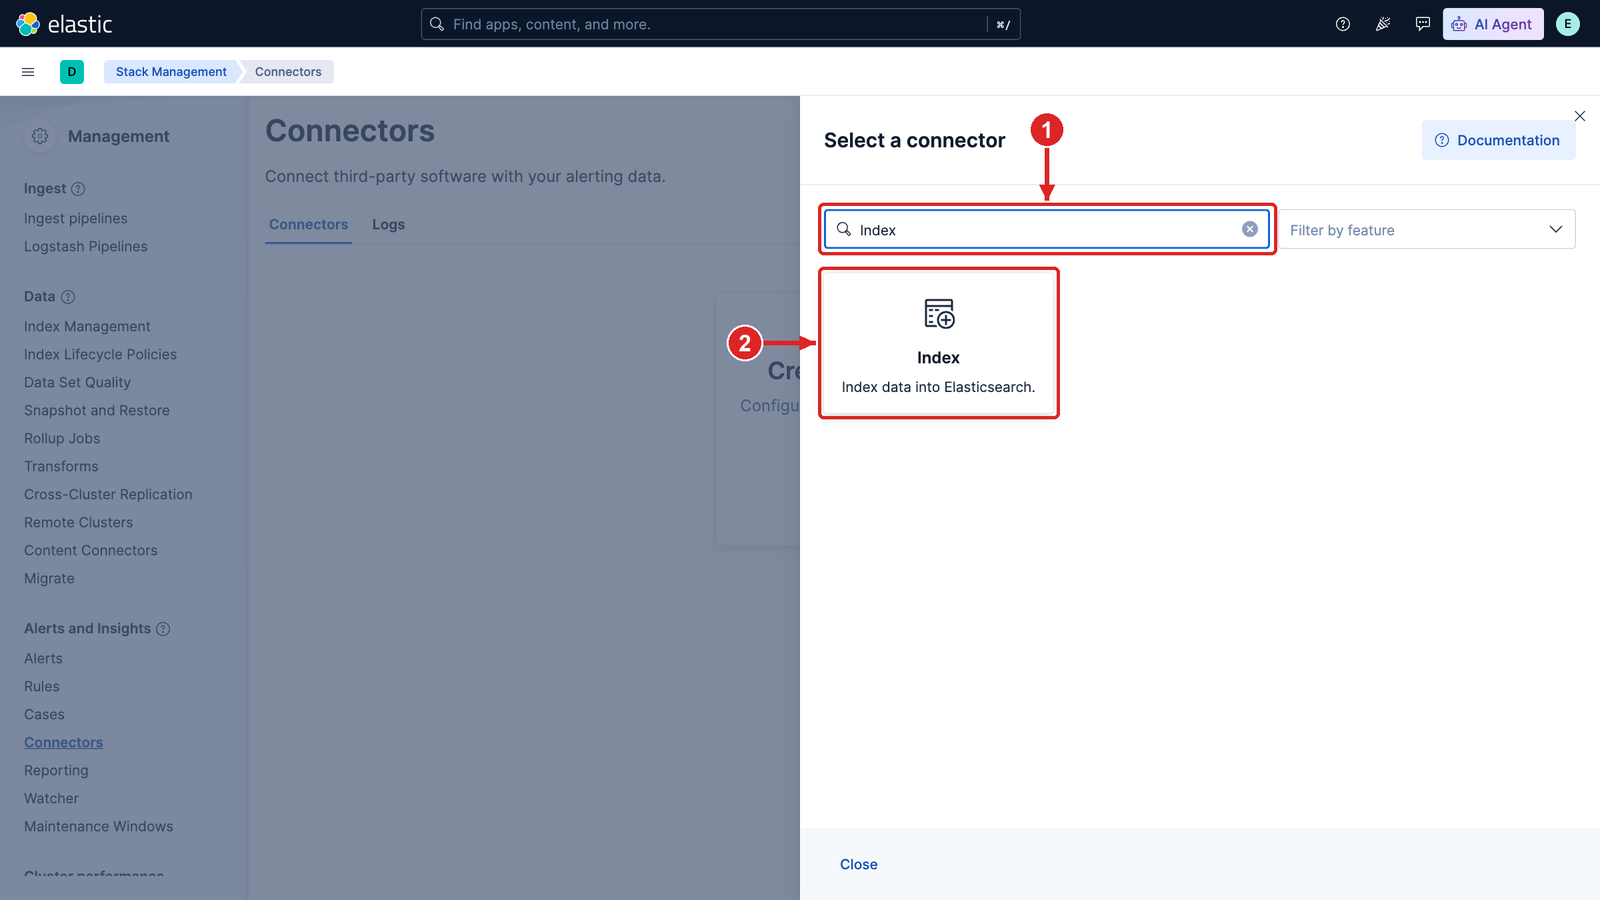 elastic
Find apps, content, and more.
⌘/
AI Agent
E
D
Stack Management
Connectors
Management
Ingest
Ingest pipelines
Logstash Pipelines
Data
Index Management
Index Lifecycle Policies
Data Set Quality
Snapshot and Restore
Rollup Jobs
Transforms
Cross-Cluster Replication
Remote Clusters
Content Connectors
Migrate
Alerts and Insights
Alerts
Rules
Cases
Connectors
Reporting
Watcher
Maintenance Windows
Cluster performance
Connectors
Connect third-party software with your alerting data.
Connectors
Logs
Cre
Configu
Select a connector
1
Documentation
Index
Filter by feature
2
Index
Index data into Elasticsearch.
Close